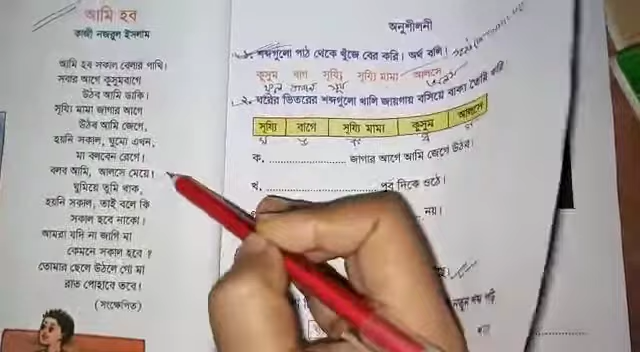 আমি হব
কাজী নজরুল ইসলাম
আমি হব সকাল বেলার পাখি।
সবার আগে কুসুমবাগে
উঠব আমি ডাকি।
সূয্যি মামা জাগার আগে
উঠব আমি জেগে,
হয়নি সকাল, ঘুমো এখন,
মা বলবেন রেগে।
বলব আমি, আলসে মেয়ে।
ঘুমিয়ে তুমি থাক,
হয়নি সকাল, তাই বলে কি
সকাল হবে নাকো।
আমরা যদি না জাগি মা
কেমনে সকাল হবে ?
তোমার ছেলে উঠলে গো মা
রাত পোহাবে তবে।
(সংক্ষেপিত)
অনুশীলনী
১. শব্দগুলো পাঠ থেকে খুঁজে বের করি। অর্থ বলি।
কুসুম বাগ সূয্যি সূয্যি মামা আলসে
ফুল বাগান সূর্য
২. ঘরের ভিতরের শব্দগুলো খালি জায়গায় বসিয়ে বাক্য তৈরি করি
সূয্যি বাগে সূয্যি মামা কুসুম আলসে
ক. ........................ জাগার আগে আমি জেগে উঠব।
খ. ........................ পুব দিকে ওঠে।
নয়।